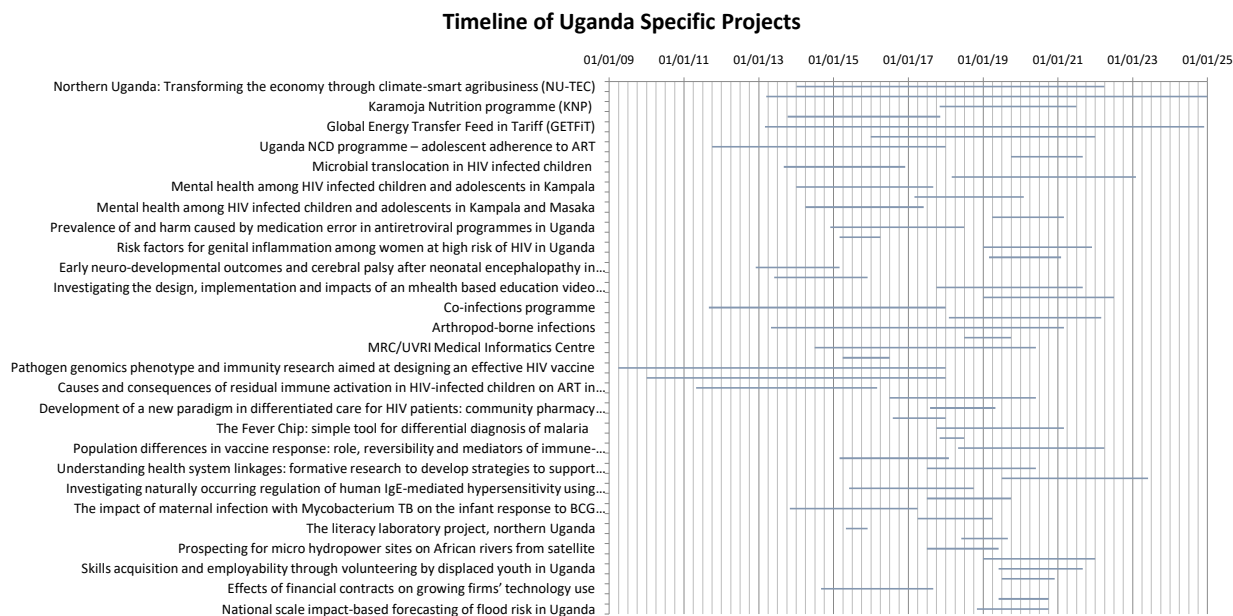 Timeline of Uganda Specific Projects
01/01/09 01/01/11 01/01/13 01/01/15 01/01/17 01/01/19 01/01/21 01/01/23 01/01/25
Northern Uganda: Transforming the economy through climate-smart agribusiness (NU-TEC)
Karamoja Nutrition programme (KNP)
Global Energy Transfer Feed in Tariff (GETFiT)
Uganda NCD programme – adolescent adherence to ART
Microbial translocation in HIV infected children
Mental health among HIV infected children and adolescents in Kampala
Mental health among HIV infected children and adolescents in Kampala and Masaka
Prevalence of and harm caused by medication error in antiretroviral programmes in Uganda
Risk factors for genital inflammation among women at high risk of HIV in Uganda
Early neuro-developmental outcomes and cerebral palsy after neonatal encephalopathy in…
Investigating the design, implementation and impacts of an mhealth based education video…
Co-infections programme
Arthropod-borne infections
MRC/UVRI Medical Informatics Centre
Pathogen genomics phenotype and immunity research aimed at designing an effective HIV vaccine
Causes and consequences of residual immune activation in HIV-infected children on ART in…
Development of a new paradigm in differentiated care for HIV patients: community pharmacy…
The Fever Chip: simple tool for differential diagnosis of malaria
Population differences in vaccine response: role, reversibility and mediators of immune-…
Understanding health system linkages: formative research to develop strategies to support…
Investigating naturally occurring regulation of human IgE-mediated hypersensitivity using…
The impact of maternal infection with Mycobacterium TB on the infant response to BCG…
The literacy laboratory project, northern Uganda
Prospecting for micro hydropower sites on African rivers from satellite
Skills acquisition and employability through volunteering by displaced youth in Uganda
Effects of financial contracts on growing firms' technology use
National scale impact-based forecasting of flood risk in Uganda